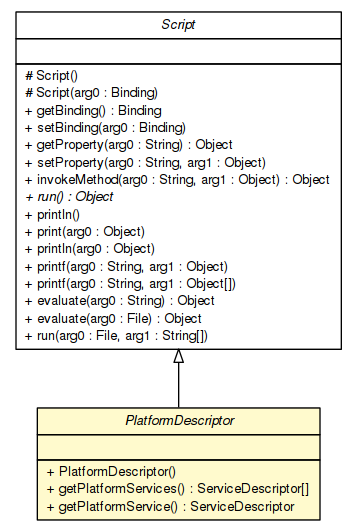 Script
# Script()
# Script(arg0 : Binding)
+ getBinding() : Binding
+ setBinding(arg0 : Binding)
+ getProperty(arg0 : String) : Object
+ setProperty(arg0 : String, arg1 : Object)
+ invokeMethod(arg0 : String, arg1 : Object) : Object
+ run() : Object
+ println()
+ print(arg0 : Object)
+ println(arg0 : Object)
+ printf(arg0 : String, arg1 : Object)
+ printf(arg0 : String, arg1 : Object[])
+ evaluate(arg0 : String) : Object
+ evaluate(arg0 : File) : Object
+ run(arg0 : File, arg1 : String[])
PlatformDescriptor
+ PlatformDescriptor()
+ getPlatformServices() : ServiceDescriptor[]
+ getPlatformService() : ServiceDescriptor